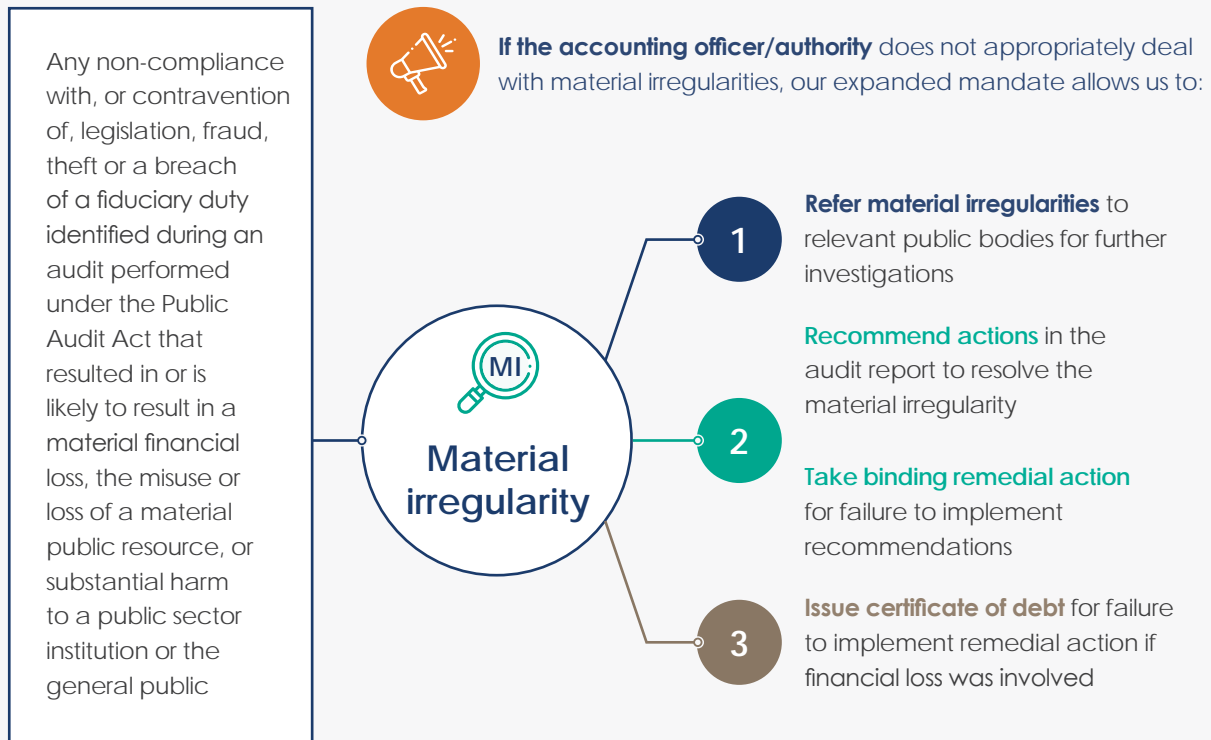 Any non-compliance
with, or contravention
of, legislation, fraud,
theft or a breach
of a fiduciary duty
identified during an
audit performed
under the Public
Audit Act that
resulted in or is
likely to result in a
material financial
loss, the misuse or
loss of a material
public resource, or
substantial harm
to a public sector
institution or the
general public
If the accounting officer/authority does not appropriately deal
with material irregularities, our expanded mandate allows us to:
MI
Material
irregularity
1
Refer material irregularities to
relevant public bodies for further
investigations
2
Recommend actions in the
audit report to resolve the
material irregularity
Take binding remedial action
for failure to implement
recommendations
3
Issue certificate of debt for failure
to implement remedial action if
financial loss was involved